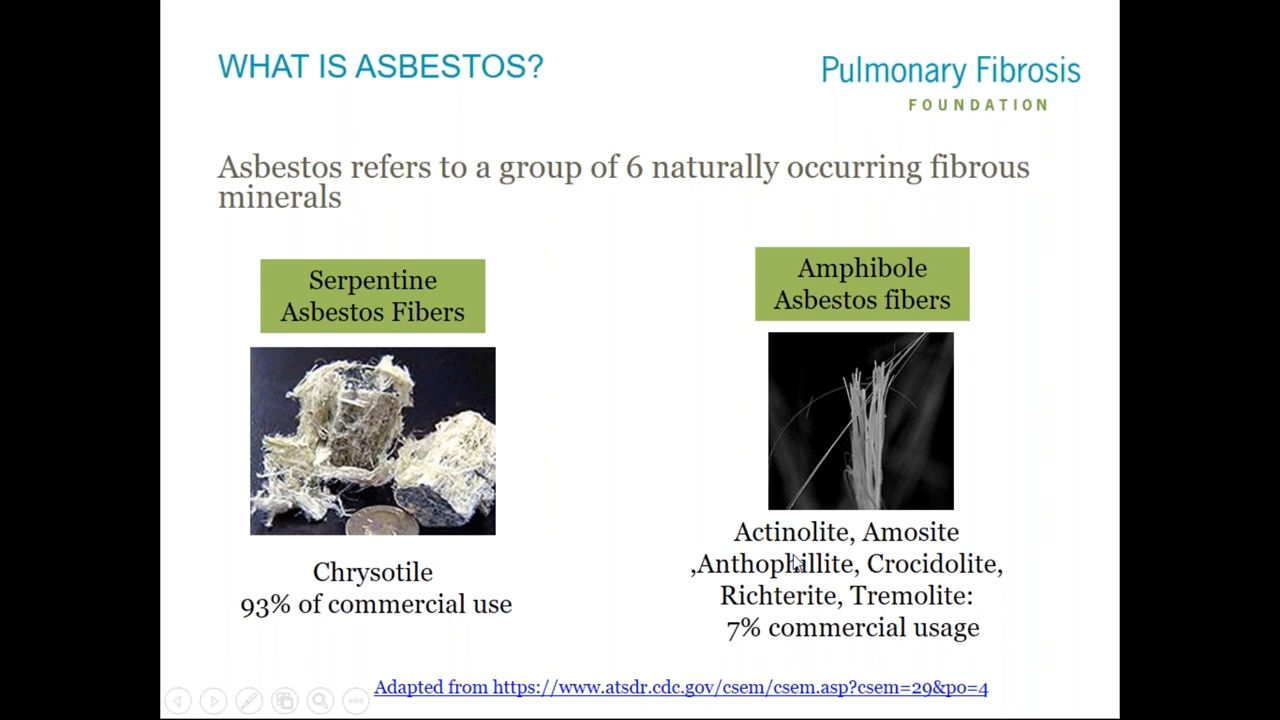 WHAT IS ASBESTOS?
Pulmonary Fibrosis
FOUNDATION
Asbestos refers to a group of 6 naturally occurring fibrous
minerals
Serpentine
Asbestos Fibers
Amphibole
Asbestos fibers
Chrysotile
93% of commercial use
Actinolite, Amosite
,Anthophillite, Crocidolite,
Richterite, Tremolite:
7% commercial usage
Adapted from https://www.atsdr.cdc.gov/csem/csem.asp?csem=29&po=4